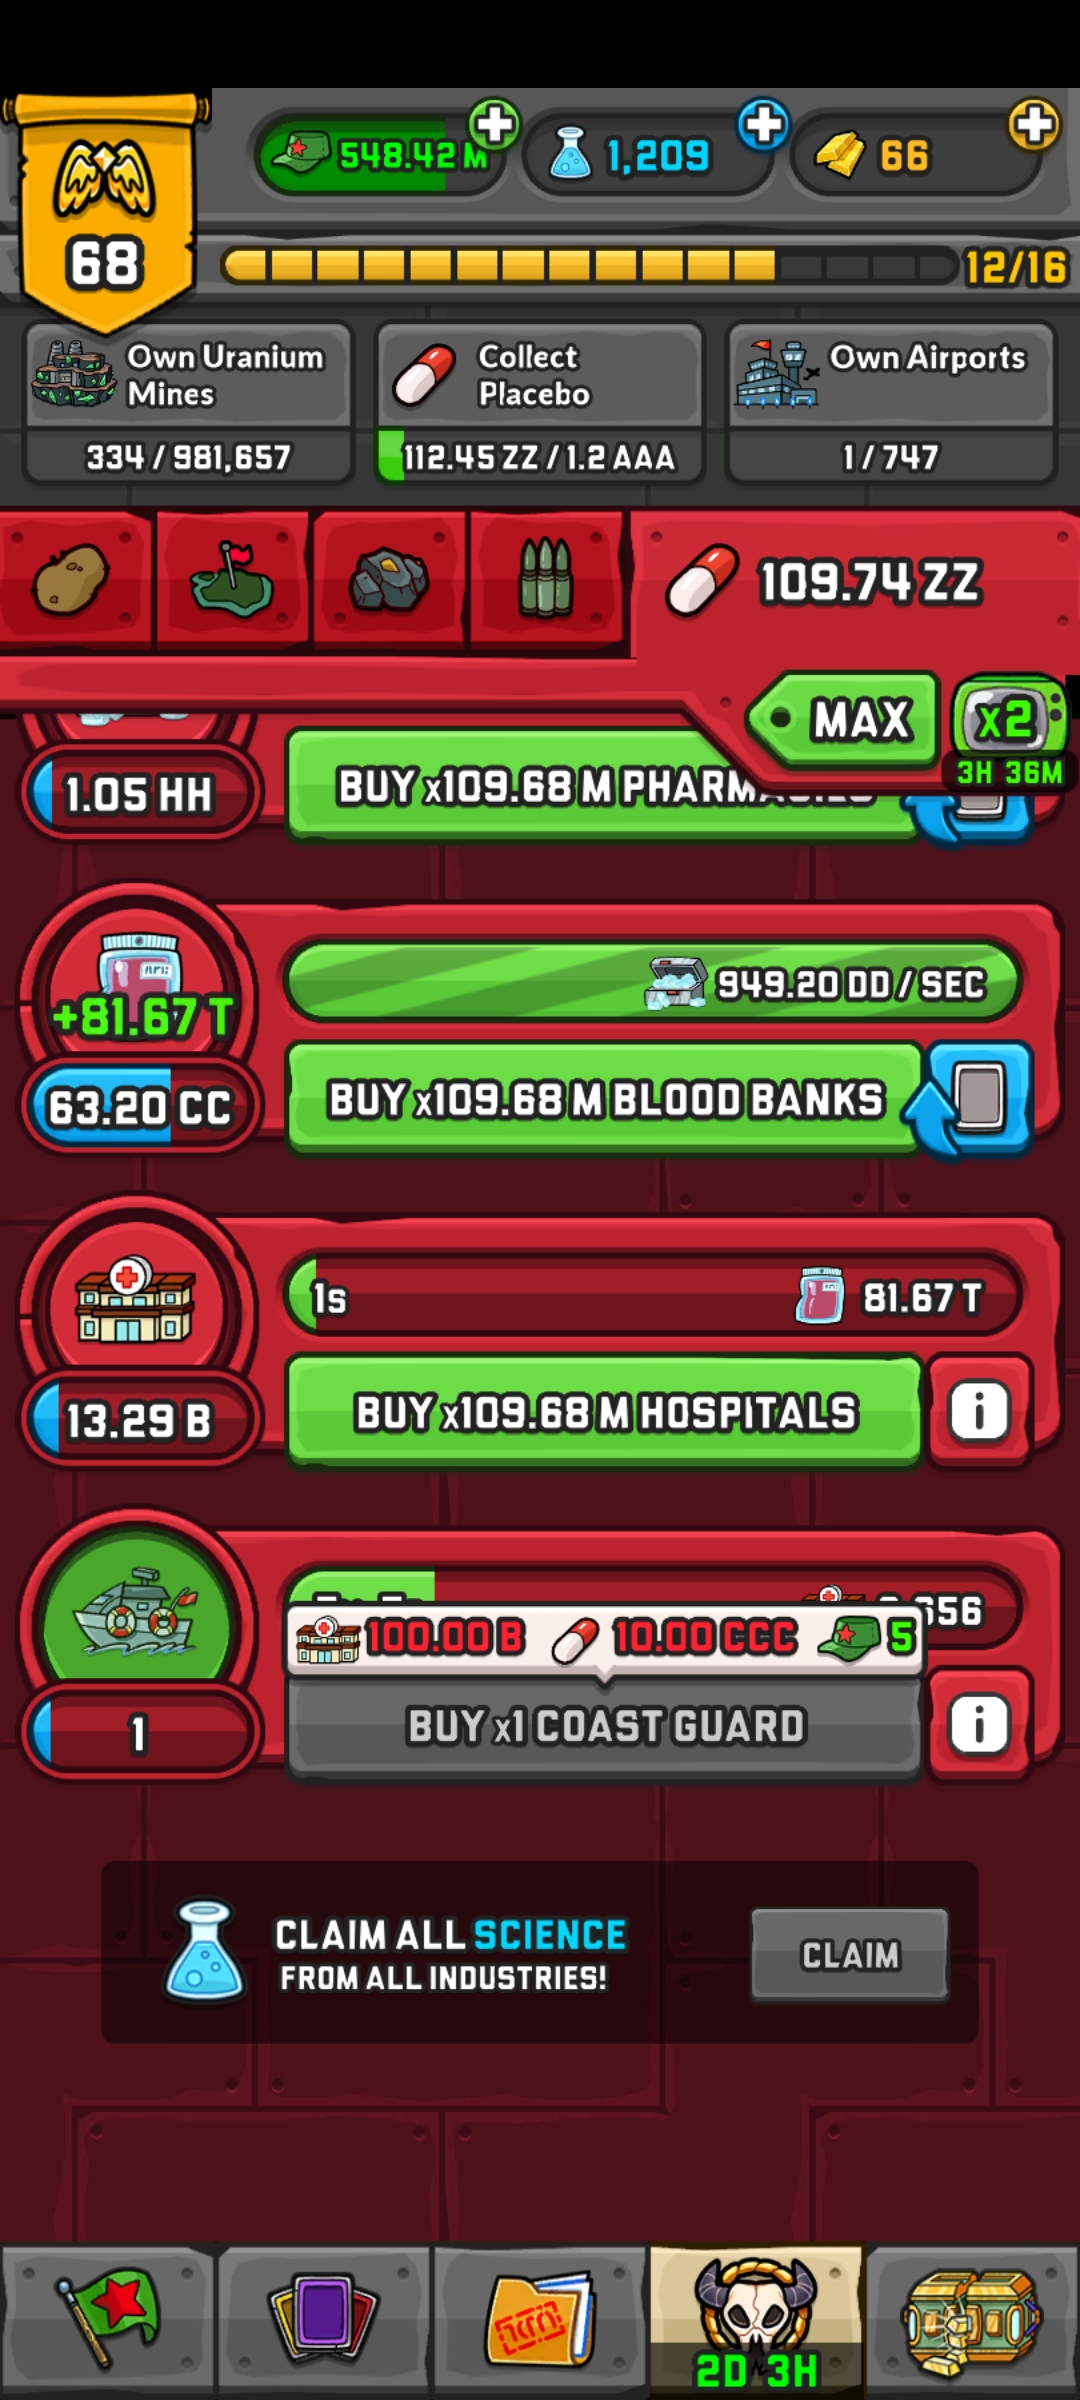 548.42 M
1,209
66
68
12/16
Own Uranium
Mines
334 / 981,657
Collect
Placebo
112.45 ZZ / 1.2 AAA
Own Airports
1 / 747
109.74 ZZ
MAX
x2
3H 36M
1.05 HH
BUY x109.68 M PHARMACIES
+81.67 T
949.20 DD / SEC
63.20 CC
BUY x109.68 M BLOOD BANKS
1s
81.67 T
13.29 B
BUY x109.68 M HOSPITALS
i
656
100.00 B
10.00 CCC
5
1
BUY x1 COAST GUARD
i
CLAIM ALL SCIENCE
FROM ALL INDUSTRIES!
CLAIM
2D 3H